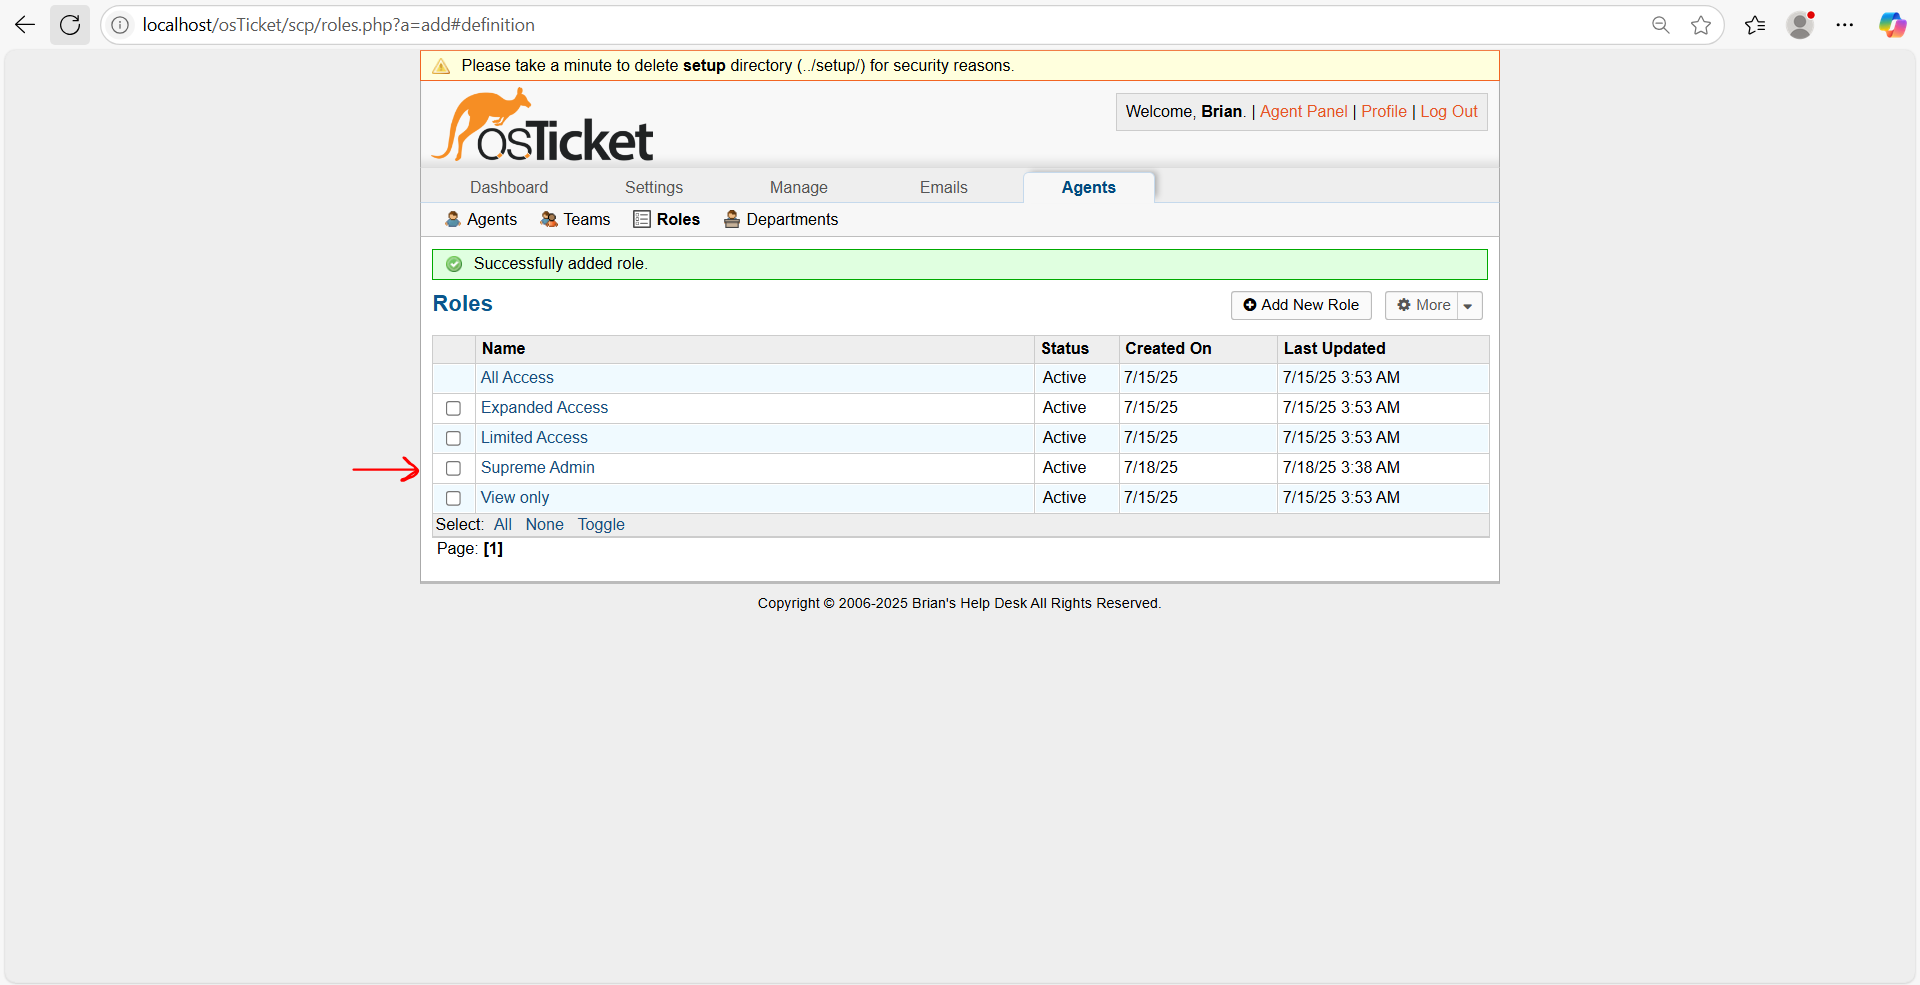 localhost/osTicket/scp/roles.php?a=add#definition
Please take a minute to delete setup directory (../setup/) for security reasons.
osTicket
Welcome, Brian. | Agent Panel | Profile | Log Out
Dashboard Settings Manage Emails Agents
Agents Teams Roles Departments
Successfully added role.
Roles Add New Role More
Name Status Created On Last Updated
All Access Active 7/15/25 7/15/25 3:53 AM
Expanded Access Active 7/15/25 7/15/25 3:53 AM
Limited Access Active 7/15/25 7/15/25 3:53 AM
Supreme Admin Active 7/18/25 7/18/25 3:38 AM
View only Active 7/15/25 7/15/25 3:53 AM
Select: All None Toggle
Page: [1]
Copyright © 2006-2025 Brian's Help Desk All Rights Reserved.